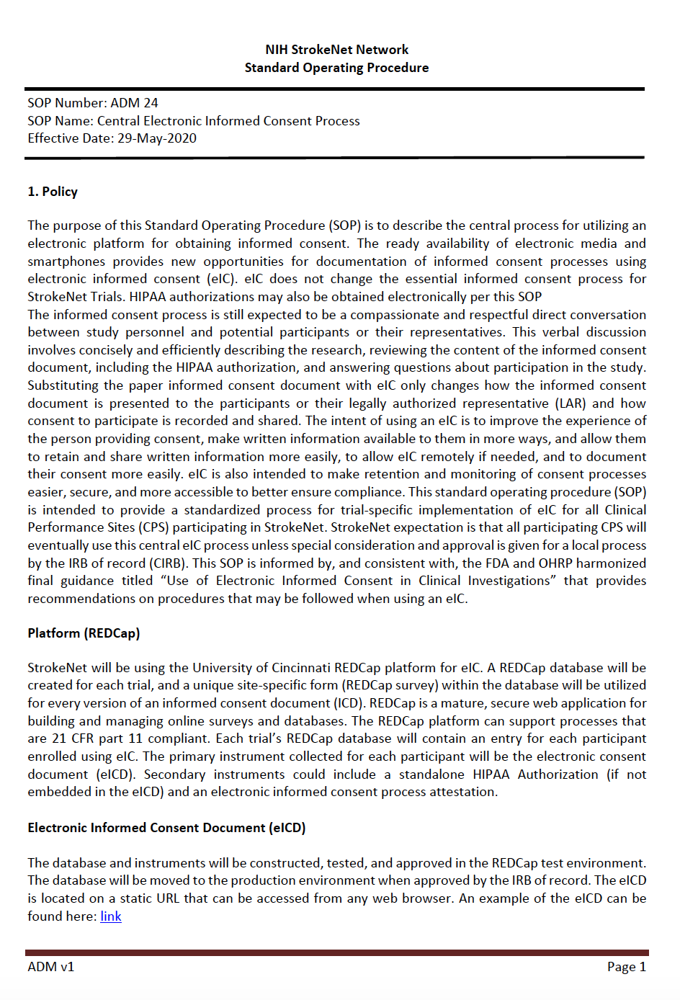 NIH StrokeNet Network
Standard Operating Procedure
SOP Number: ADM 24
SOP Name: Central Electronic Informed Consent Process
Effective Date: 29-May-2020
1. Policy
The purpose of this Standard Operating Procedure (SOP) is to describe the central process for utilizing an
electronic platform for obtaining informed consent. The ready availability of electronic media and
smartphones provides new opportunities for documentation of informed consent processes using
electronic informed consent (eIC). eIC does not change the essential informed consent process for
StrokeNet Trials. HIPAA authorizations may also be obtained electronically per this SOP
The informed consent process is still expected to be a compassionate and respectful direct conversation
between study personnel and potential participants or their representatives. This verbal discussion
involves concisely and efficiently describing the research, reviewing the content of the informed consent
document, including the HIPAA authorization, and answering questions about participation in the study.
Substituting the paper informed consent document with eIC only changes how the informed consent
document is presented to the participants or their legally authorized representative (LAR) and how
consent to participate is recorded and shared. The intent of using an eIC is to improve the experience of
the person providing consent, make written information available to them in more ways, and allow them
to retain and share written information more easily, to allow eIC remotely if needed, and to document
their consent more easily. eIC is also intended to make retention and monitoring of consent processes
easier, secure, and more accessible to better ensure compliance. This standard operating procedure (SOP)
is intended to provide a standardized process for trial-specific implementation of eIC for all Clinical
Performance Sites (CPS) participating in StrokeNet. StrokeNet expectation is that all participating CPS will
eventually use this central eIC process unless special consideration and approval is given for a local process
by the IRB of record (CIRB). This SOP is informed by, and consistent with, the FDA and OHRP harmonized
final guidance titled “Use of Electronic Informed Consent in Clinical Investigations” that provides
recommendations on procedures that may be followed when using an eIC.
Platform (REDCap)
StrokeNet will be using the University of Cincinnati REDCap platform for eIC. A REDCap database will be
created for each trial, and a unique site-specific form (REDCap survey) within the database will be utilized
for every version of an informed consent document (ICD). REDCap is a mature, secure web application for
building and managing online surveys and databases. The REDCap platform can support processes that
are 21 CFR part 11 compliant. Each trial’s REDCap database will contain an entry for each participant
enrolled using eIC. The primary instrument collected for each participant will be the electronic consent
document (eICD). Secondary instruments could include a standalone HIPAA Authorization (if not
embedded in the eICD) and an electronic informed consent process attestation.
Electronic Informed Consent Document (eICD)
The database and instruments will be constructed, tested, and approved in the REDCap test environment.
The database will be moved to the production environment when approved by the IRB of record. The eICD
is located on a static URL that can be accessed from any web browser. An example of the eICD can be
found here: link
ADM v1 Page 1